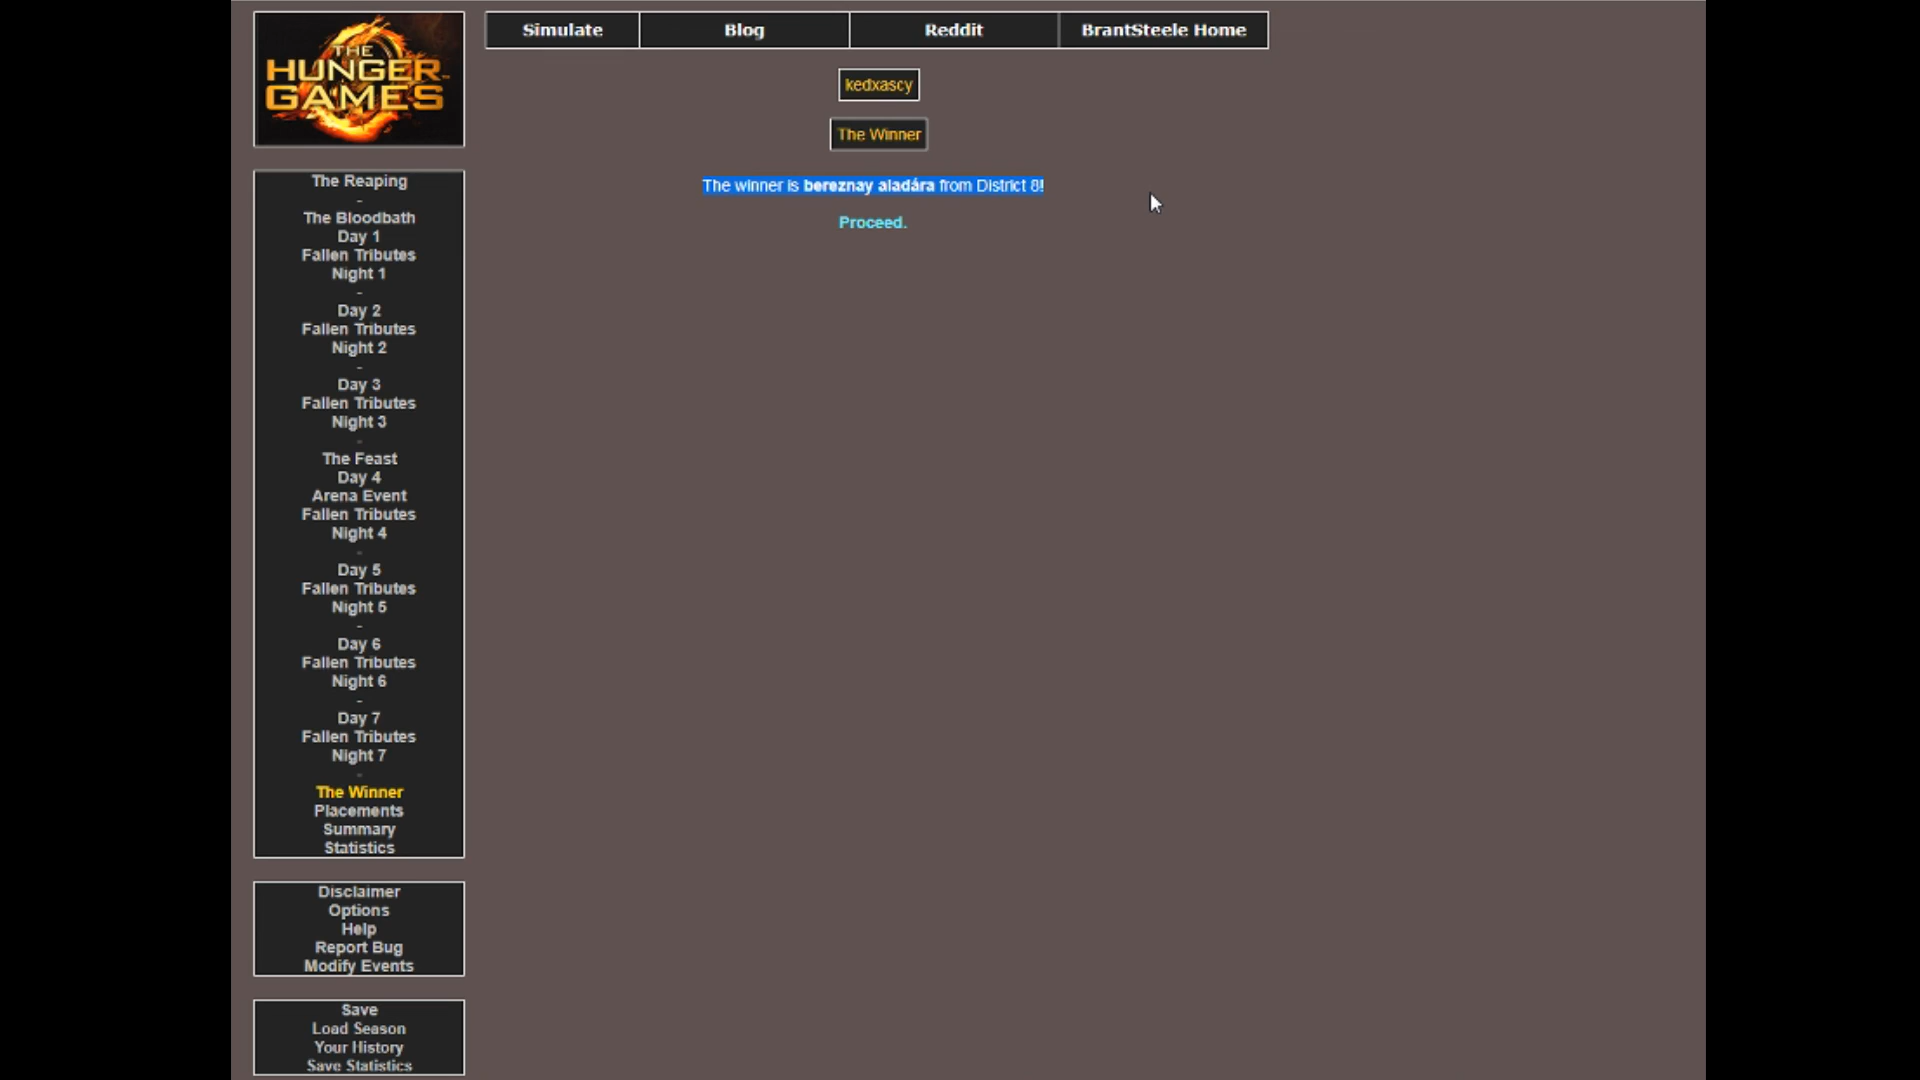 THE
HUNGER
GAMES
Simulate
Blog
Reddit
BrantSteele Home
kedxascy
The Winner
The winner is bereznay aladára from District 8!
Proceed.
The Reaping
-
The Bloodbath
Day 1
Fallen Tributes
Night 1
-
Day 2
Fallen Tributes
Night 2
-
Day 3
Fallen Tributes
Night 3
-
The Feast
Day 4
Arena Event
Fallen Tributes
Night 4
-
Day 5
Fallen Tributes
Night 5
-
Day 6
Fallen Tributes
Night 6
-
Day 7
Fallen Tributes
Night 7
-
The Winner
Placements
Summary
Statistics
Disclaimer
Options
Help
Report Bug
Modify Events
Save
Load Season
Your History
Save Statistics